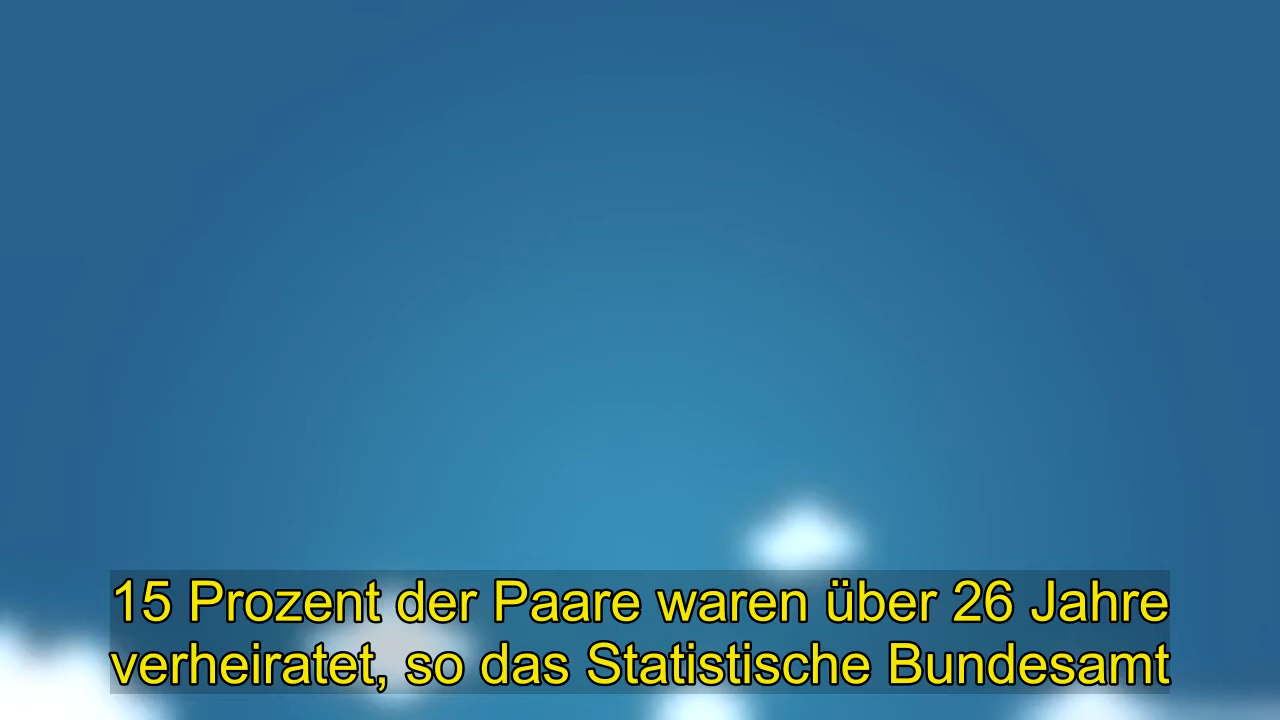 15 Prozent der Paare waren über 26 Jahre
verheiratet, so das Statistische Bundesamt